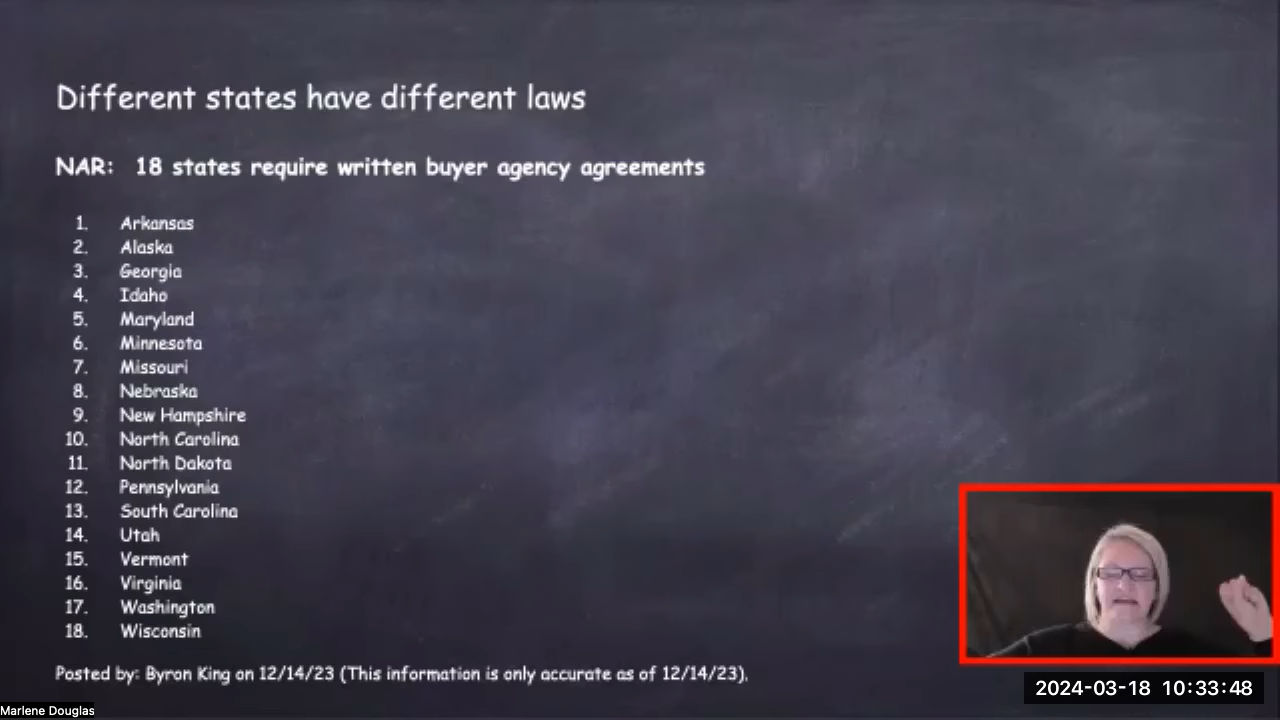 Different states have different laws
NAR: 18 states require written buyer agency agreements
1. Arkansas
2. Alaska
3. Georgia
4. Idaho
5. Maryland
6. Minnesota
7. Missouri
8. Nebraska
9. New Hampshire
10. North Carolina
11. North Dakota
12. Pennsylvania
13. South Carolina
14. Utah
15. Vermont
16. Virginia
17. Washington
18. Wisconsin
Posted by: Byron King on 12/14/23 (This information is only accurate as of 12/14/23).
2024-03-18 10:33:48
Marlene Douglas